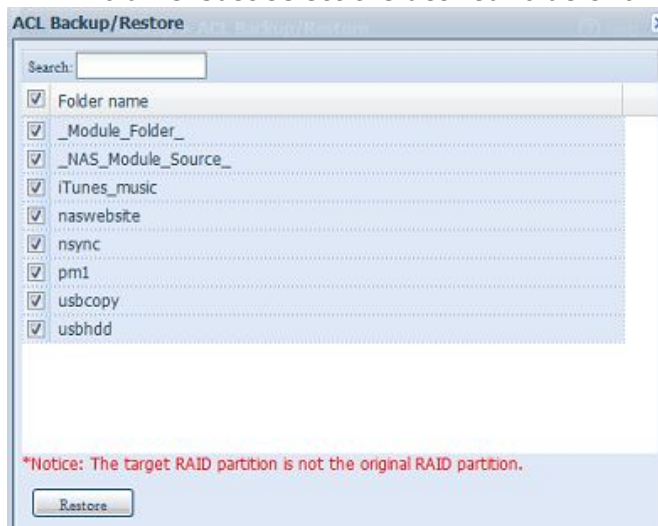 ACL Backup/Restore
Search:
Folder name
_Module_Folder_
_NAS_Module_Source_
iTunes_music
naswebsite
nsync
pm1
usbcopy
usbhdd
*Notice: The target RAID partition is not the original RAID partition.
Restore